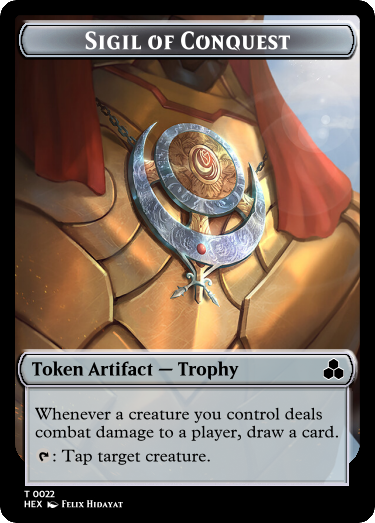 Sigil of Conquest
Token Artifact — Trophy
Whenever a creature you control deals
combat damage to a player, draw a card.
: Tap target creature.
T 0022
HEX Felix Hidayat